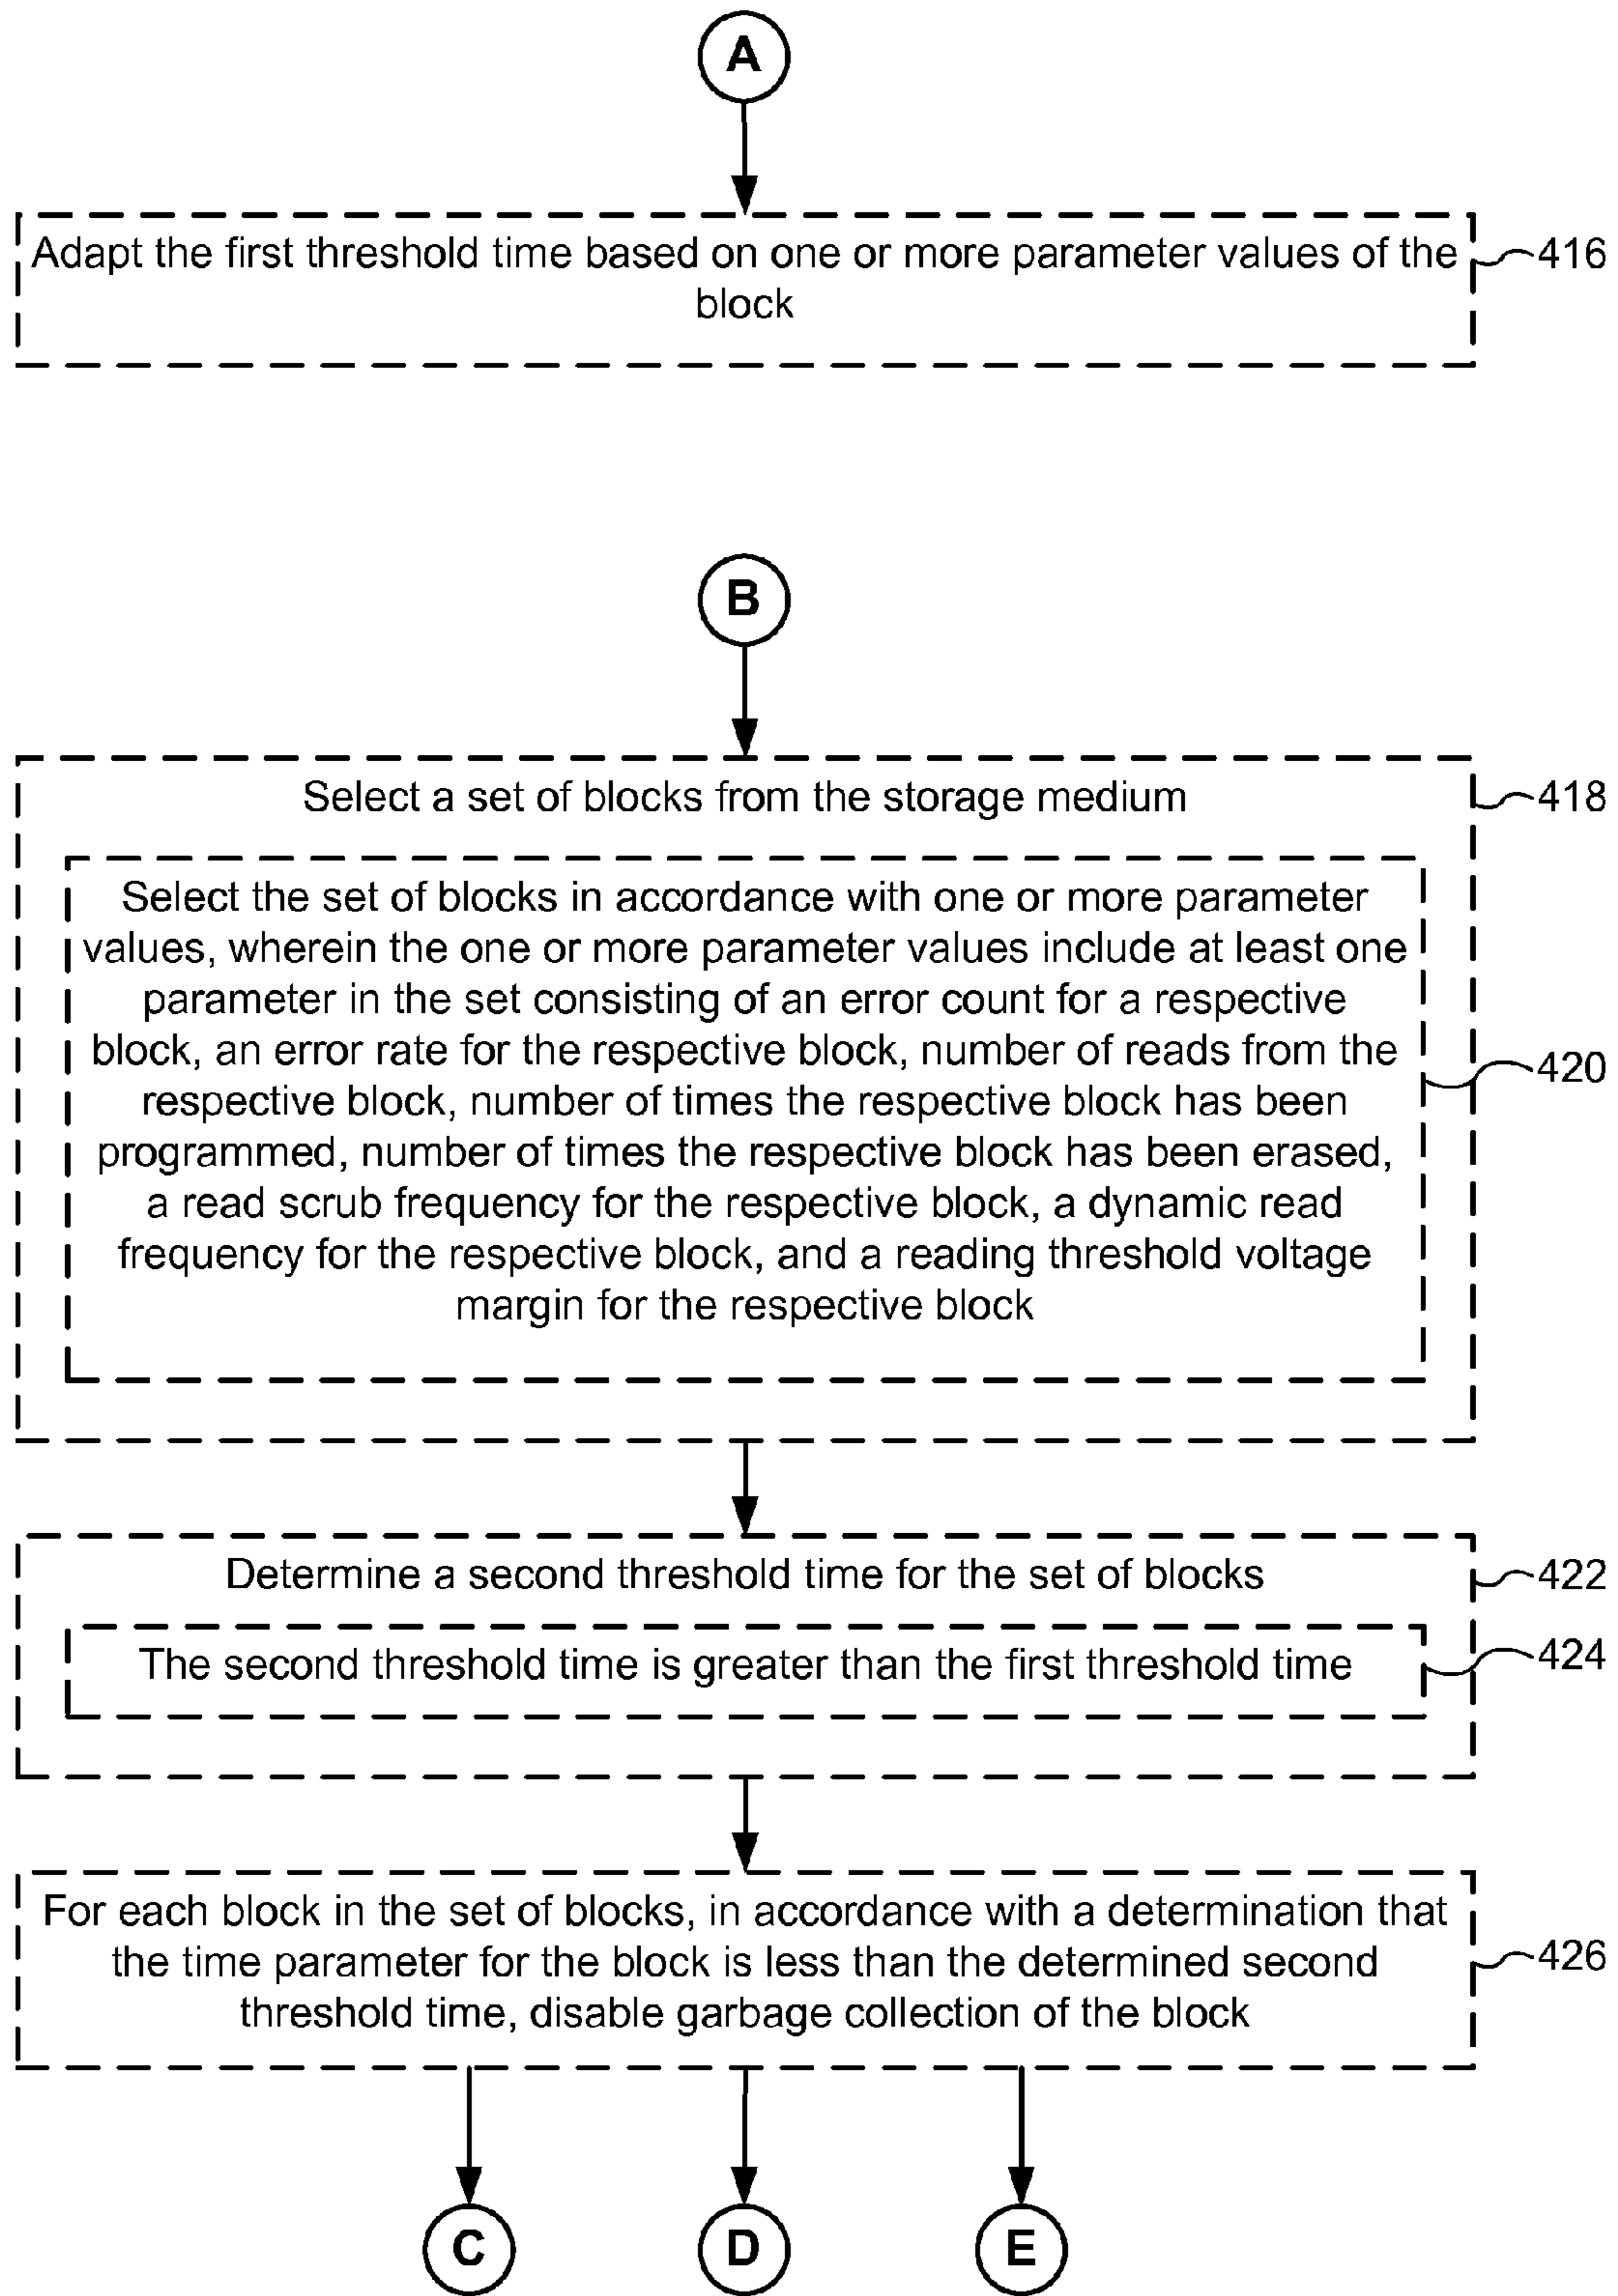 A
Adapt the first threshold time based on one or more parameter values of the
block
416
B
Select a set of blocks from the storage medium
418
Select the set of blocks in accordance with one or more parameter
values, wherein the one or more parameter values include at least one
parameter in the set consisting of an error count for a respective
block, an error rate for the respective block, number of reads from the
respective block, number of times the respective block has been
programmed, number of times the respective block has been erased,
a read scrub frequency for the respective block, a dynamic read
frequency for the respective block, and a reading threshold voltage
margin for the respective block
420
Determine a second threshold time for the set of blocks
422
The second threshold time is greater than the first threshold time
424
For each block in the set of blocks, in accordance with a determination that
the time parameter for the block is less than the determined second
threshold time, disable garbage collection of the block
426
C
D
E